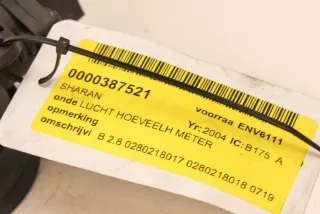 0000387521 voorraa ENV6111
SHARAN Yr:2004 IC:B175 A
onde LUCHT HOEVEELH METER
opmerking
omschrijvi B 2.8 0280218017 0280218018 0719